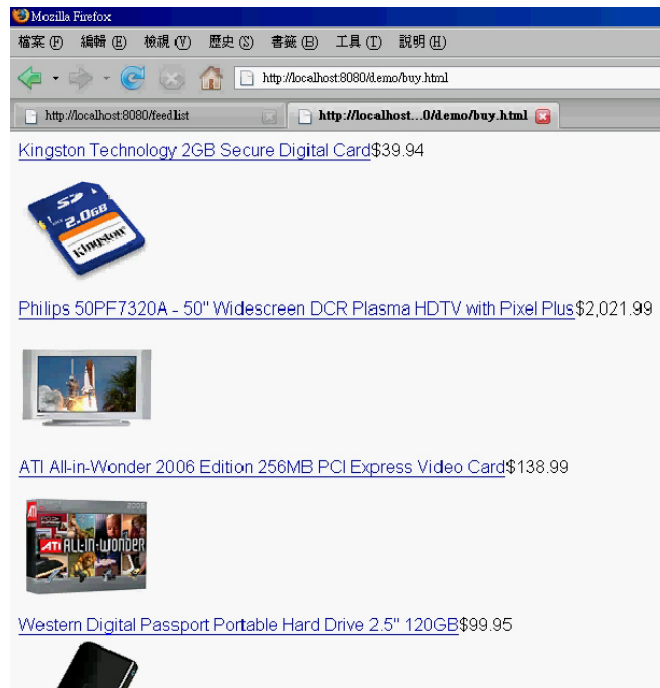 Mozilla Firefox
檔案(F) 編輯(E) 檢視(V) 歷史(S) 書籤(B) 工具(T) 說明(H)
http://localhost:8080/demo/buy.html
http://localhost:8080/feedlist
http://localhost...0/demo/buy.html
Kingston Technology 2GB Secure Digital Card$39.94
SD
2.0GB
Kingston
Philips 50PF7320A - 50" Widescreen DCR Plasma HDTV with Pixel Plus$2,021.99
ATI All-in-Wonder 2006 Edition 256MB PCI Express Video Card$138.99
2006
ATI ALL-IN-WONDER
Western Digital Passport Portable Hard Drive 2.5" 120GB$99.95